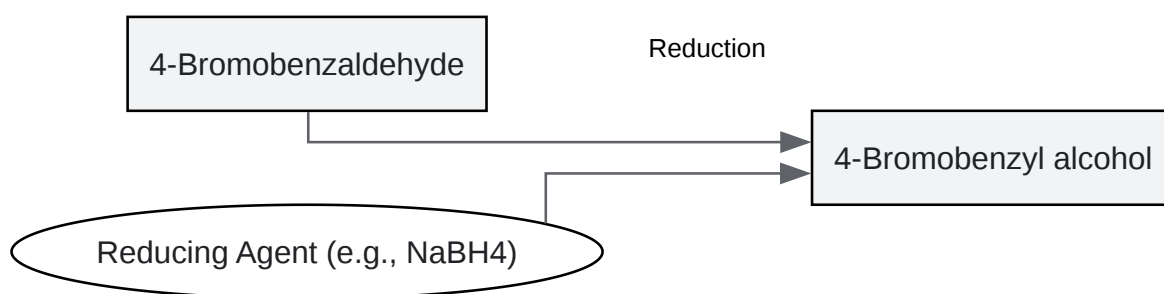 4-Bromobenzaldehyde
Reduction
4-Bromobenzyl alcohol
Reducing Agent (e.g., NaBH4)